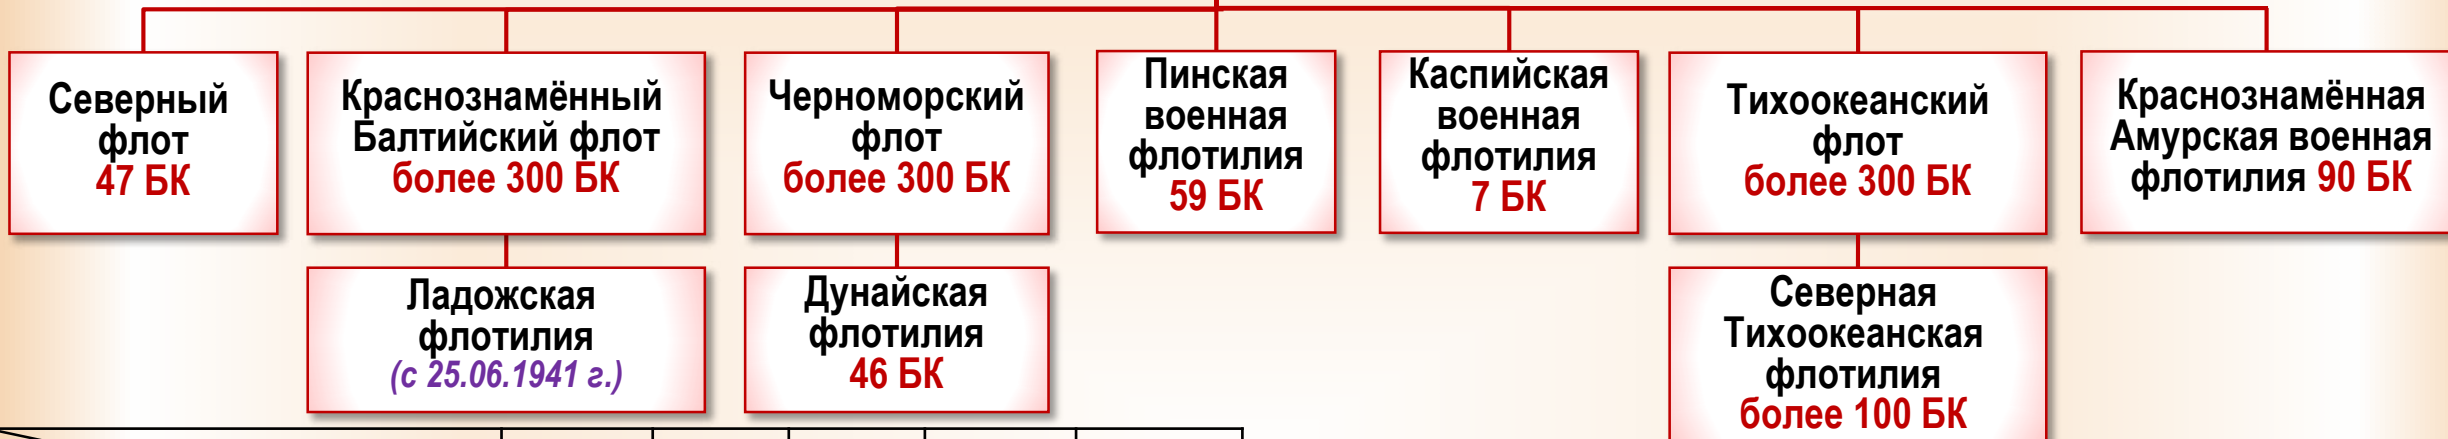 Северный
флот
47 БК
Краснознамённый
Балтийский флот
более 300 БК
Черноморский
флот
более 300 БК
Пинская
военная
флотилия
59 БК
Каспийская
военная
флотилия
7 БК
Тихоокеанский
флот
более 300 БК
Краснознамённая
Амурская военная
флотилия 90 БК
Ладожская
флотилия
(с 25.06.1941 г.)
Дунайская
флотилия
46 БК
Северная
Тихоокеанская
флотилия
более 100 БК